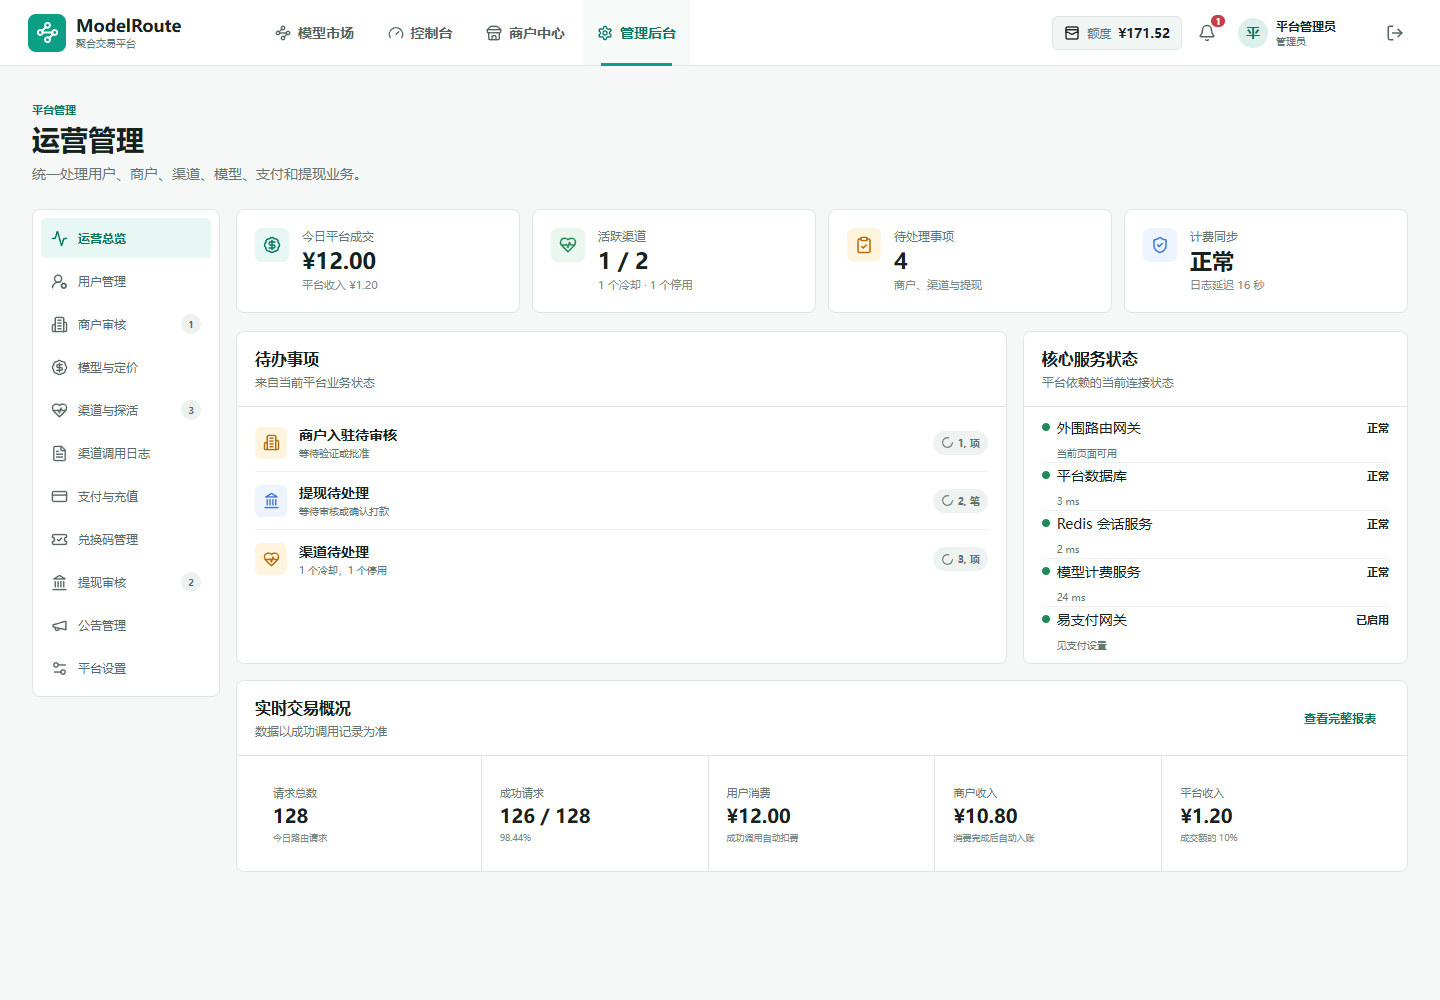 ModelRoute
聚合交易平台
模型市场
控制台
商户中心
管理后台
额度 ¥171.52
1
平
平台管理员
管理员
平台管理
运营管理
统一处理用户、商户、渠道、模型、支付和提现业务。
运营总览
用户管理
商户审核 1
模型与定价
渠道与探活 3
渠道调用日志
支付与充值
兑换码管理
提现审核 2
公告管理
平台设置
今日平台成交
¥12.00
平台收入 ¥1.20
活跃渠道
1 / 2
1 个冷却 · 1 个停用
待处理事项
4
商户、渠道与提现
计费同步
正常
日志延迟 16 秒
待办事项
来自当前平台业务状态
商户入驻待审核
等待验证或批准
1, 项
提现待处理
等待审核或确认打款
2, 笔
渠道待处理
1 个冷却，1 个停用
3, 项
核心服务状态
平台依赖的当前连接状态
外围路由网关 正常
当前页面可用
平台数据库 正常
3 ms
Redis 会话服务 正常
2 ms
模型计费服务 正常
24 ms
易支付网关 已启用
见支付设置
实时交易概况
数据以成功调用记录为准
查看完整报表
请求总数
128
今日路由请求
成功请求
126 / 128
98.44%
用户消费
¥12.00
成功调用自动扣费
商户收入
¥10.80
消费完成后自动入账
平台收入
¥1.20
成交额的 10%